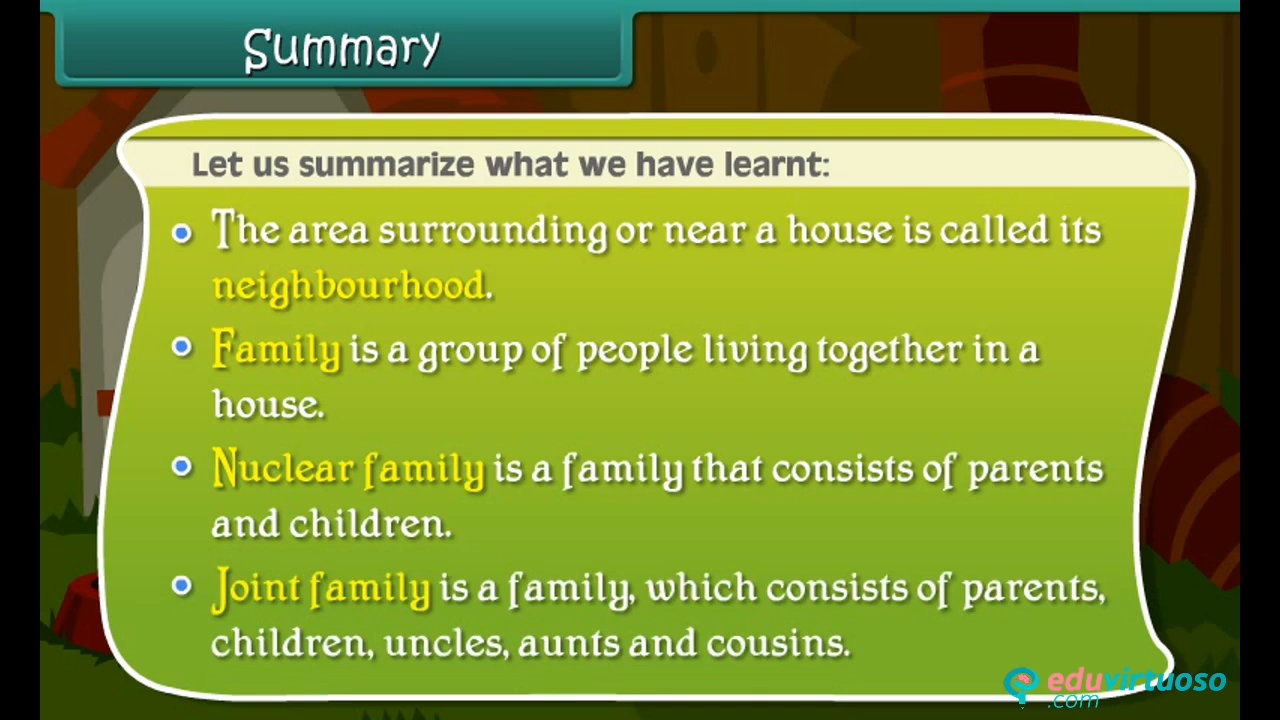 Summary
Let us summarize what we have learnt:
The area surrounding or near a house is called its
neighbourhood.
Family is a group of people living together in a
house.
Nuclear family is a family that consists of parents
and children.
Joint family is a family, which consists of parents,
children, uncles, aunts and cousins.
eduvirtuoso
.com